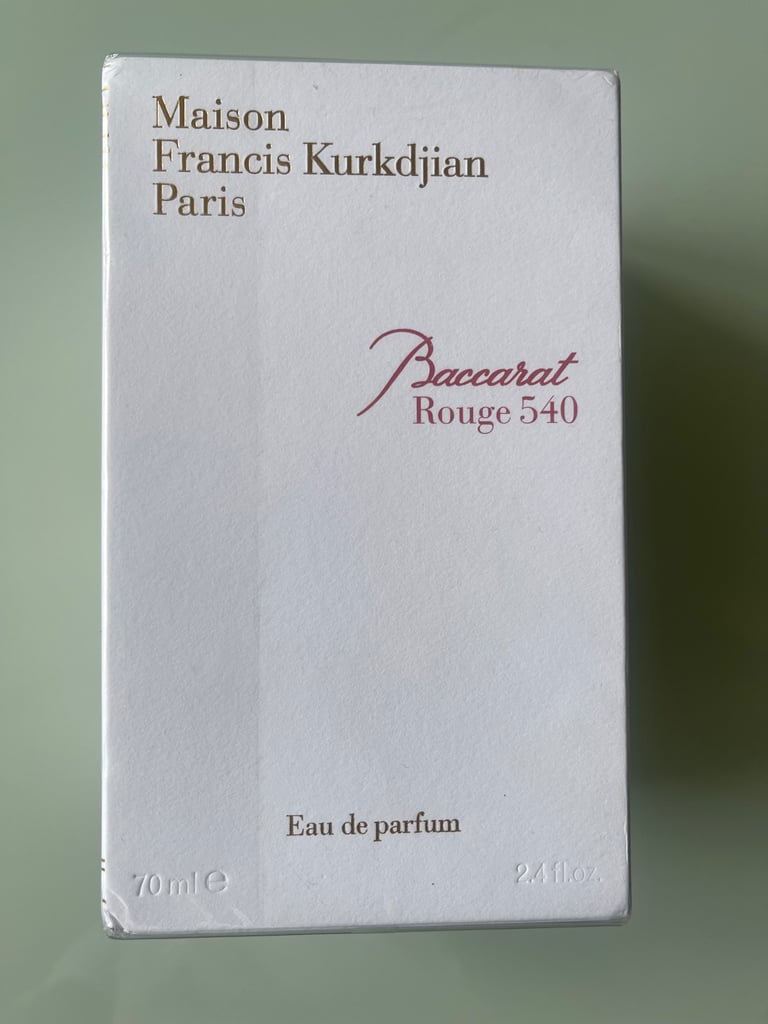 Maison
Francis Kurkdjian
Paris
Baccarat
Rouge 540
Eau de parfum
70 ml ℮
2.4 fl.oz.